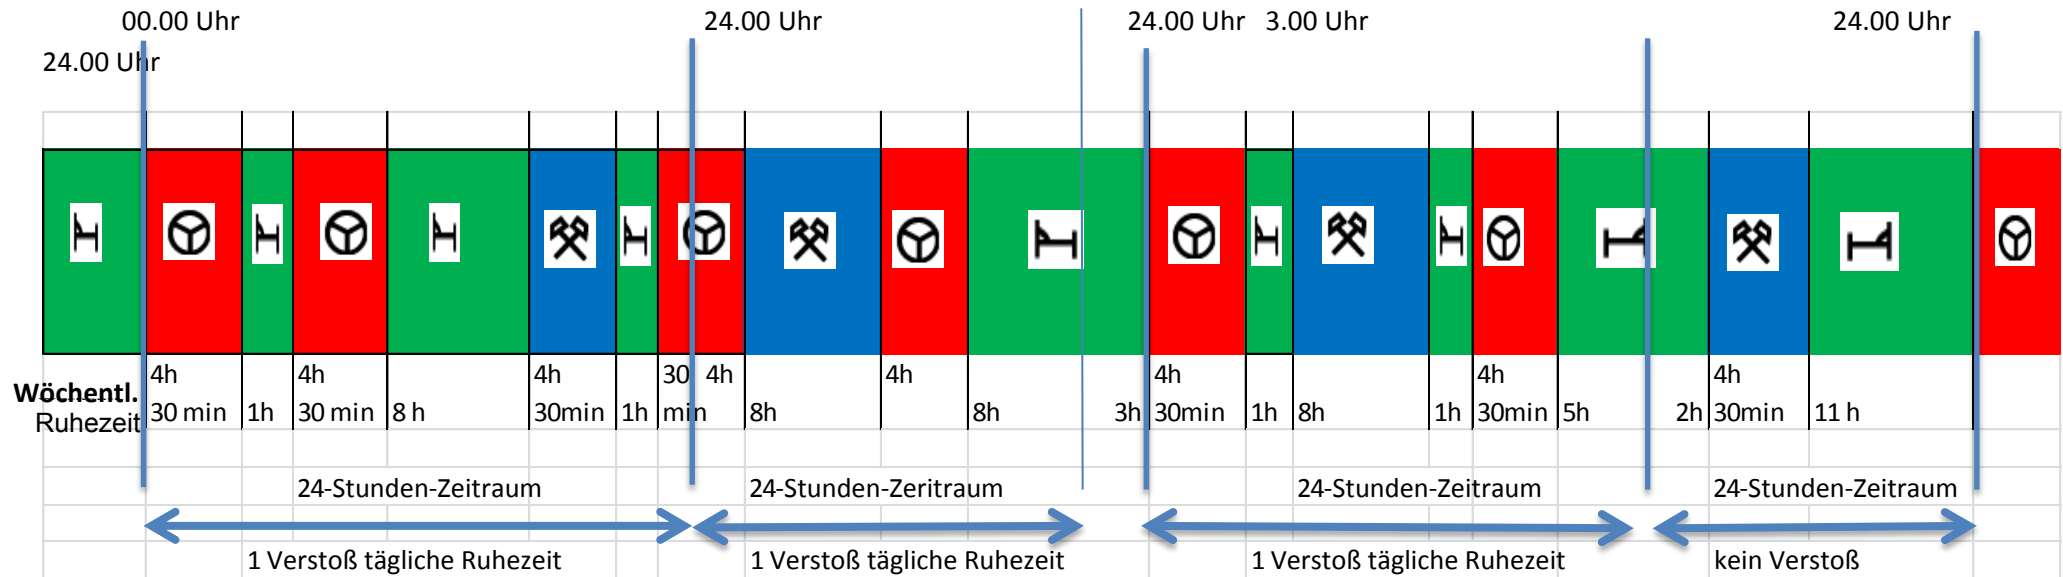 00.00 Uhr 24.00 Uhr 24.00 Uhr 3.00 Uhr 24.00 Uhr
24.00 Uhr
4h 4h 4h 30 4h 4h 4h 4h 4h
Wöchentl.
30 min 1h 30 min 8 h 30min 1h min 8h 8h 3h 30min 1h 8h 1h 30min 5h 2h 30min 11 h
Ruhezeit
24-Stunden-Zeitraum 24-Stunden-Zeritraum 24-Stunden-Zeitraum 24-Stunden-Zeitraum
1 Verstoß tägliche Ruhezeit 1 Verstoß tägliche Ruhezeit 1 Verstoß tägliche Ruhezeit kein Verstoß